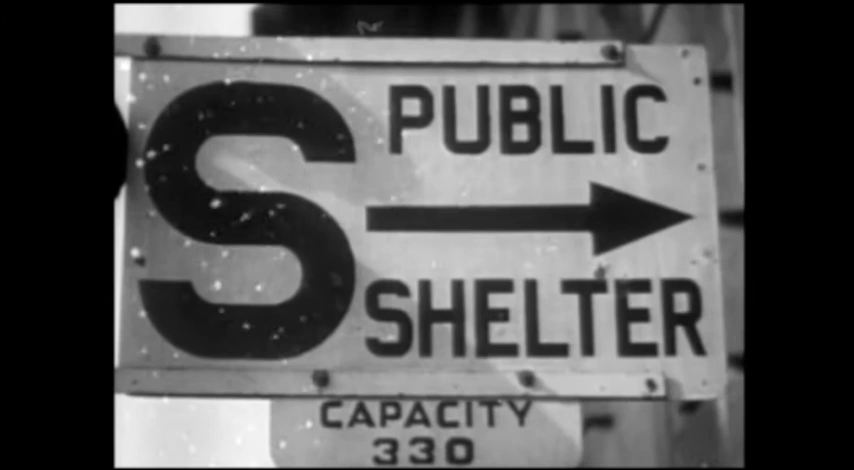 S
PUBLIC
SHELTER
CAPACITY
330